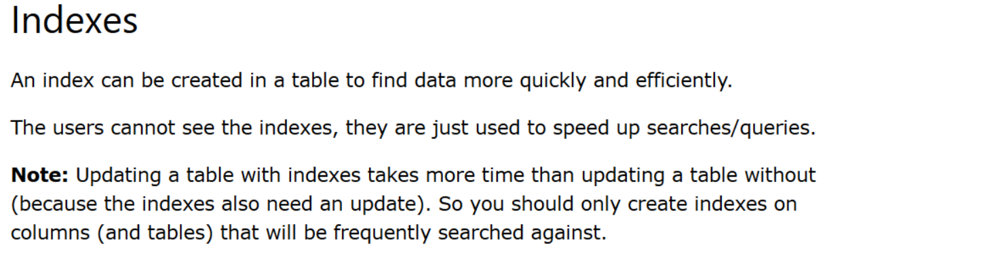 Indexes
An index can be created in a table to find data more quickly and efficiently.
The users cannot see the indexes, they are just used to speed up searches/queries.
Note: Updating a table with indexes takes more time than updating a table without
(because the indexes also need an update). So you should only create indexes on
columns (and tables) that will be frequently searched against.